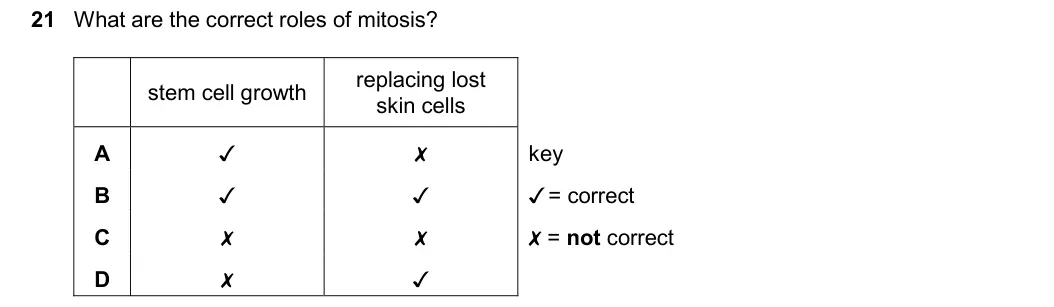 21 What are the correct roles of mitosis?
stem cell growth
replacing lost
skin cells
A ✓ ✗ key
B ✓ ✓ ✓ = correct
C ✗ ✗ ✗ = not correct
D ✗ ✓